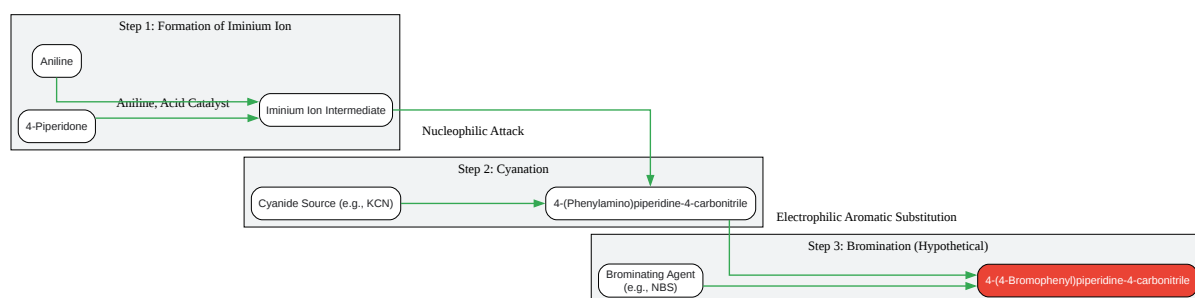 Step 1: Formation of Iminium Ion
Aniline
Aniline, Acid Catalyst
Iminium Ion Intermediate
4-Piperidone
Nucleophilic Attack
Step 2: Cyanation
Cyanide Source (e.g., KCN)
4-(Phenylamino)piperidine-4-carbonitrile
Electrophilic Aromatic Substitution
Step 3: Bromination (Hypothetical)
Brominating Agent
(e.g., NBS)
4-(4-Bromophenyl)piperidine-4-carbonitrile